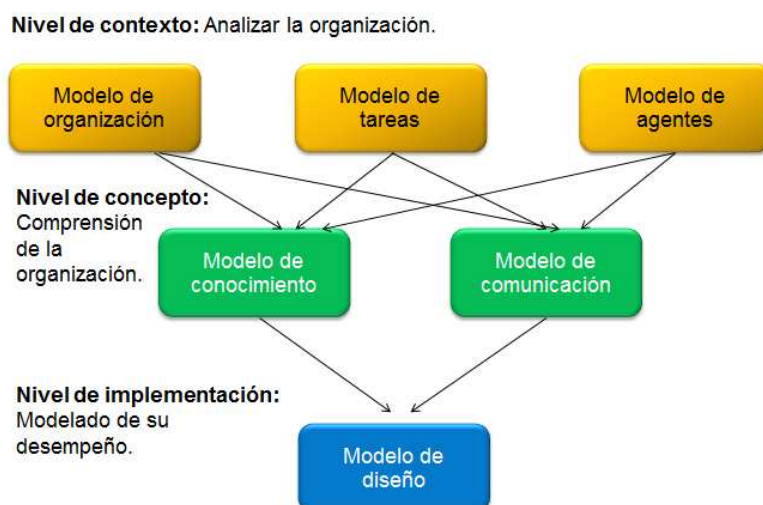 Nivel de contexto: Analizar la organización.
Modelo de
organización
Modelo de
tareas
Modelo de
agentes
Nivel de concepto:
Comprensión
de la
organización.
Modelo de
conocimiento
Modelo de
comunicación
Nivel de implementación:
Modelado de su
desempeño.
Modelo de
diseño